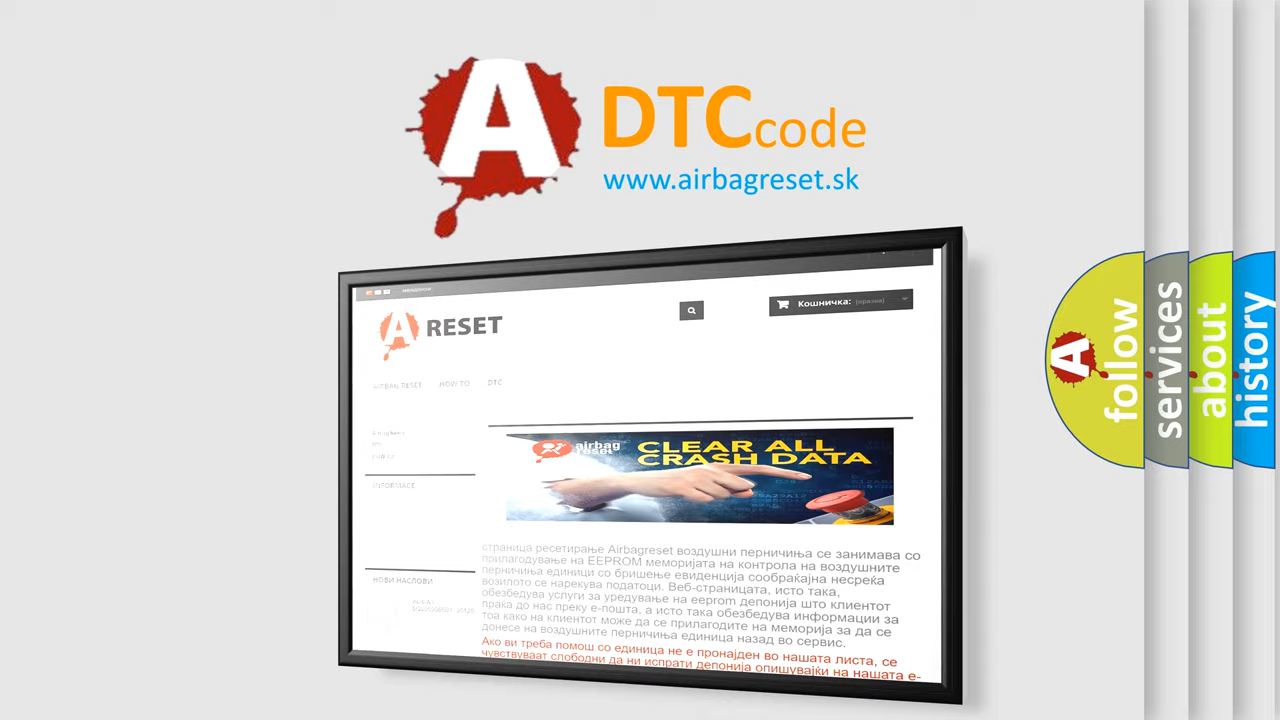 A
DTC code
www.airbagreset.sk
A RESET
Кошничка: (празни)
AIRBAG RESET HOW TO DTC
airbag
reset
CLEAR ALL
CRASH DATA
INFORMACE
НОВИ НАСЛОВИ
страница ресетирање Airbagreset воздушни перничиња се занимава со
прилагодување на EEPROM меморијата на контрола на воздушните
перничиња единици со бришење евиденција сообраќајна несреќа
возилото се нарекува податоци. Веб-страницата, исто така,
обезбедува услуги за уредување на eeprom депонија што клиентот
праќа до нас преку е-пошта, а исто така обезбедува информации за
тоа како на клиентот може да се прилагодите на меморија за да се
донесе на воздушните перничиња единица назад во сервис.
Ако ви треба помош со единица не е пронајден во нашата листа, се
чувствуваат слободни да ни испрати депонија опишувајќи на нашата е-
A
follow
services
about
history